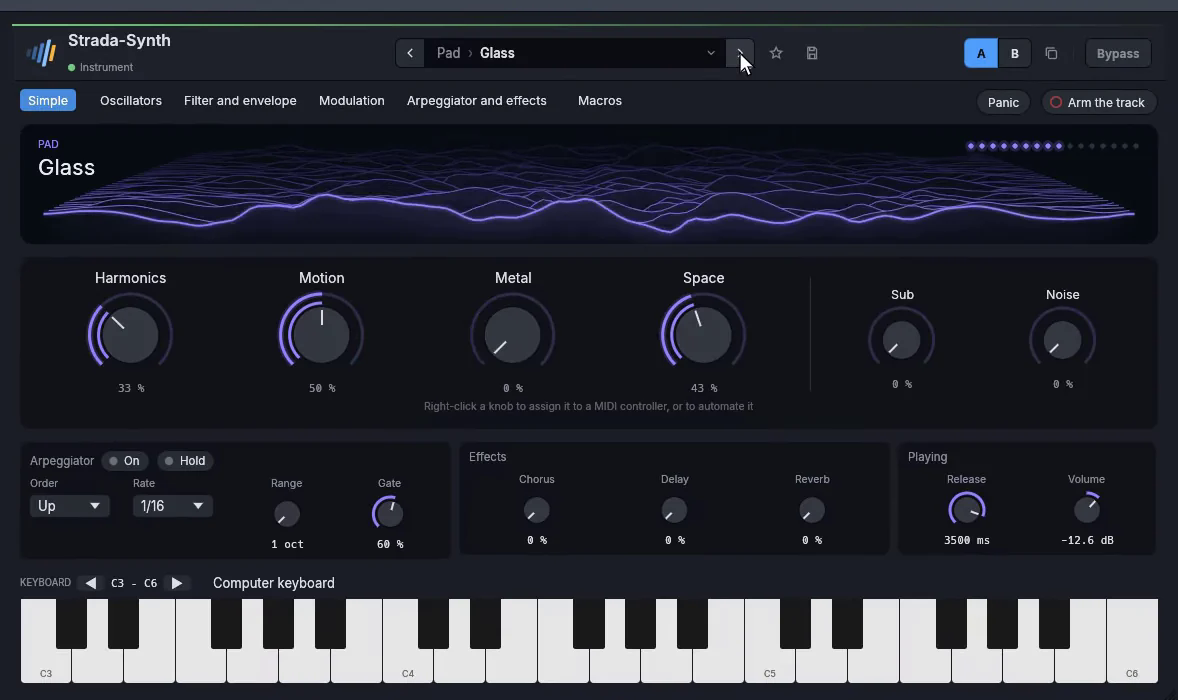 Strada-Synth
Instrument
Pad › Glass
A B
Bypass
Simple Oscillators Filter and envelope Modulation Arpeggiator and effects Macros
Panic Arm the track
PAD
Glass
Harmonics Motion Metal Space Sub Noise
33 % 50 % 0 % 43 % 0 % 0 %
Right-click a knob to assign it to a MIDI controller, or to automate it
Arpeggiator On Hold
Order Rate Range Gate
Up 1/16
1 oct 60 %
Effects
Chorus Delay Reverb
0 % 0 % 0 %
Playing
Release Volume
3500 ms -12.6 dB
KEYBOARD C3 - C6 Computer keyboard
C3 C4 C5 C6